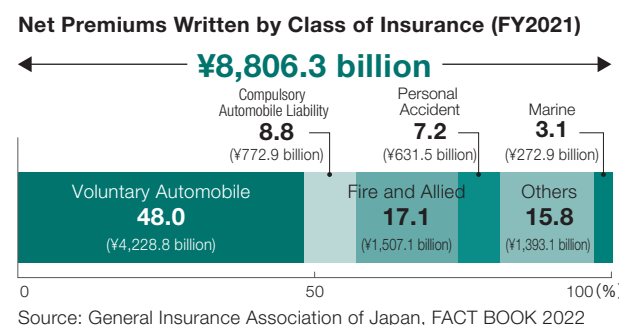 Net Premiums Written by Class of Insurance (FY2021)
¥8,806.3 billion
Compulsory
Automobile Liability
8.8
(¥772.9 billion)
Personal
Accident
7.2
(¥631.5 billion)
Marine
3.1
(¥272.9 billion)
Voluntary Automobile
48.0
(¥4,228.8 billion)
Fire and Allied
17.1
(¥1,507.1 billion)
Others
15.8
(¥1,393.1 billion)
0 50 100 (%)
Source: General Insurance Association of Japan, FACT BOOK 2022